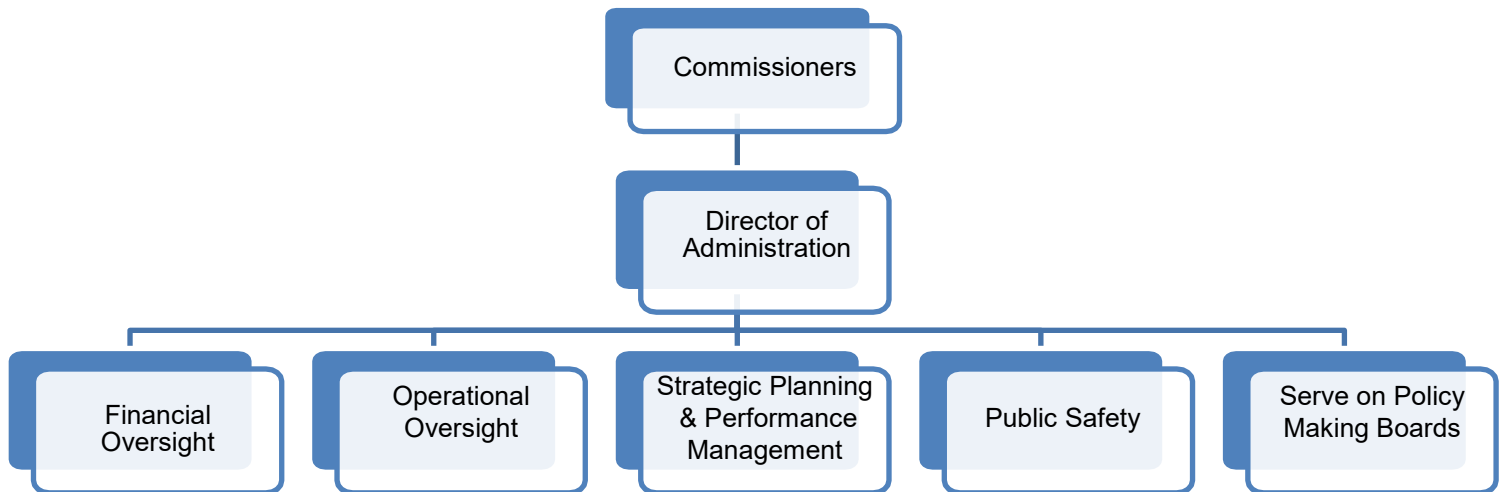 Commissioners
Director of
Administration
Financial
Oversight
Operational
Oversight
Strategic Planning
& Performance
Management
Public Safety
Serve on Policy
Making Boards